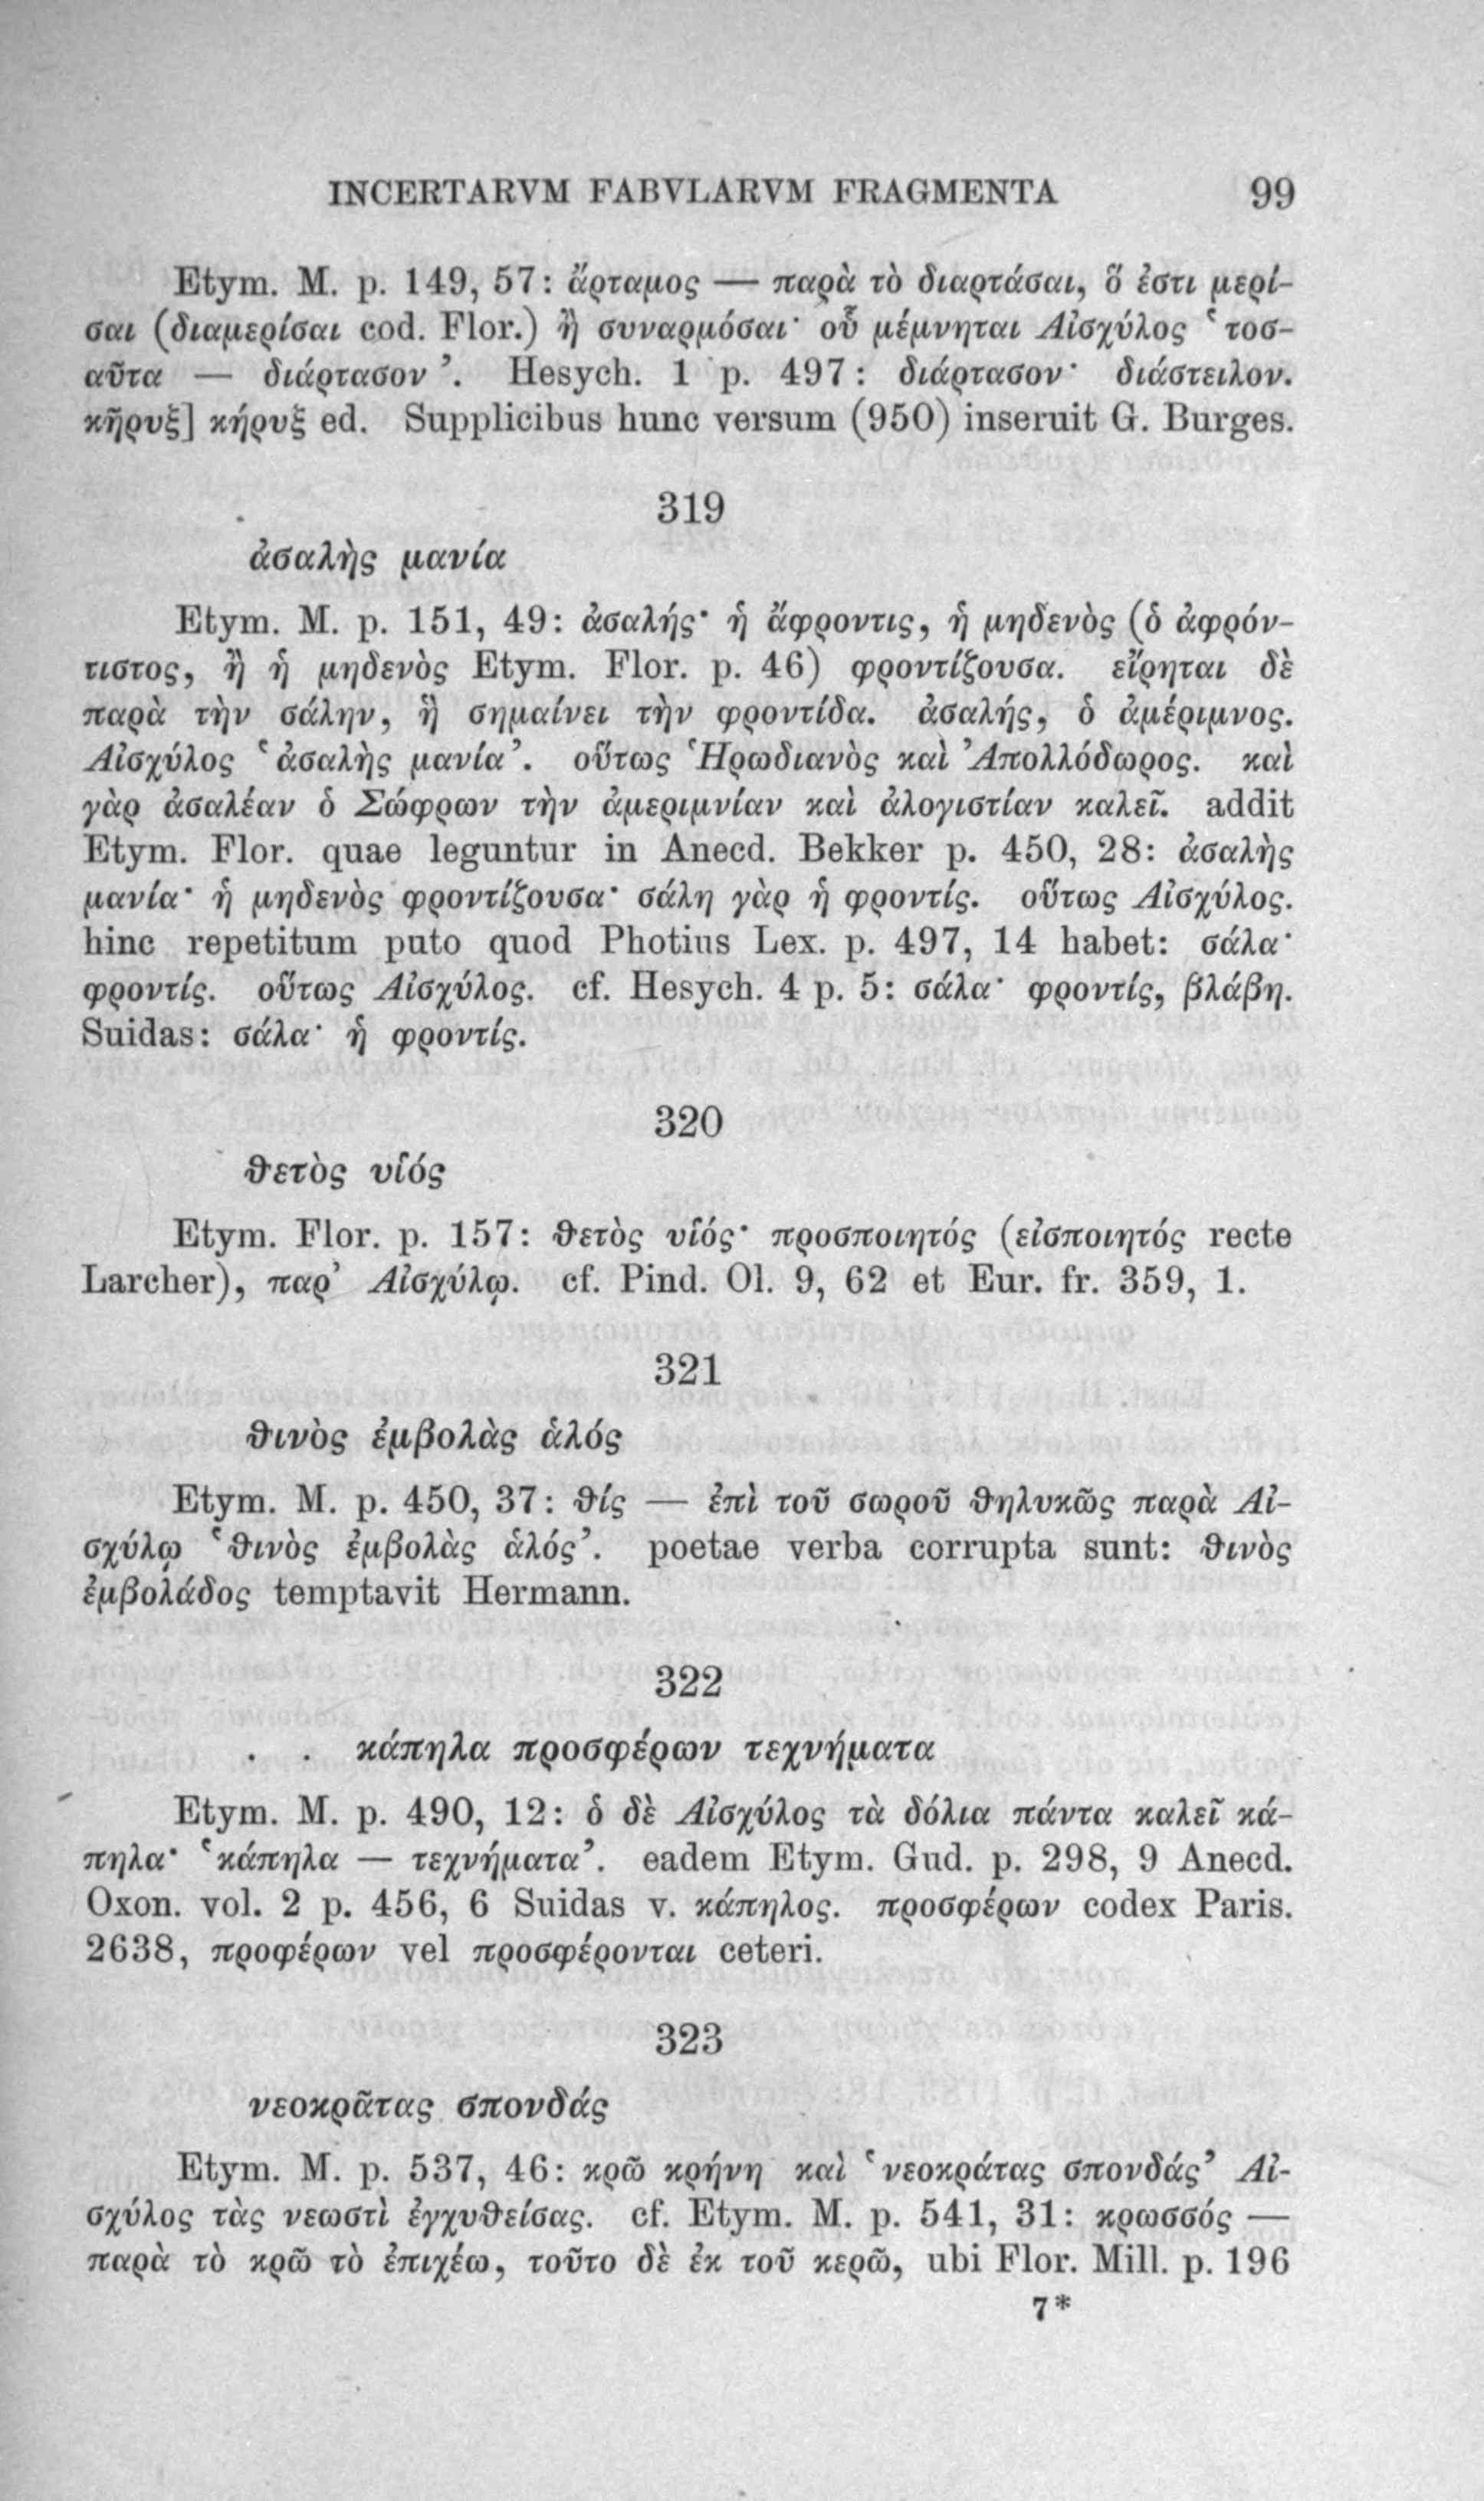 INCERTARVM FABVLARVM FRAGMENTA 99
Etym. M. p. 149, 57: ἄρταμος — παρὰ τὸ διαρτάσαι, ὅ ἐστι μερί-
σαι (διαμερίσαι cod. Flor.) ἢ συναρμόσαι· οὗ μέμνηται Αἰσχύλος ‘τοσ-
αῦτα — διάρτασον’. Hesych. 1 p. 497: διάρτασον· διάστειλον.
κῆρυξ] κήρυξ ed. Supplicibus hunc versum (950) inseruit G. Burges.
319
ἀσαλὴς μανία
Etym. M. p. 151, 49: ἀσαλής· ἡ ἄφροντις, ἡ μηδενὸς (ὁ ἀφρόν-
τιστος, ἢ ἡ μηδενὸς Etym. Flor. p. 46) φροντίζουσα. εἴρηται δὲ
παρὰ τὴν σάλην, ἣ σημαίνει τὴν φροντίδα. ἀσαλής, ὁ ἀμέριμνος.
Αἰσχύλος ‘ἀσαλὴς μανία’. οὕτως Ἡρωδιανὸς καὶ Ἀπολλόδωρος. καὶ
γὰρ ἀσαλέαν ὁ Σώφρων τὴν ἀμεριμνίαν καὶ ἀλογιστίαν καλεῖ. addit
Etym. Flor. quae leguntur in Anecd. Bekker p. 450, 28: ἀσαλὴς
μανία· ἡ μηδενὸς φροντίζουσα· σάλη γὰρ ἡ φροντίς. οὕτως Αἰσχύλος.
hinc repetitum puto quod Photius Lex. p. 497, 14 habet: σάλα·
φροντίς. οὕτως Αἰσχύλος. cf. Hesych. 4 p. 5: σάλα· φροντίς, βλάβη.
Suidas: σάλα· ἡ φροντίς.
320
θετὸς υἱός
Etym. Flor. p. 157: θετὸς υἱός· προσποιητός (εἰσποιητός recte
Larcher), παρ’ Αἰσχύλῳ. cf. Pind. Ol. 9, 62 et Eur. fr. 359, 1.
321
θινὸς ἐμβολὰς ἁλός
Etym. M. p. 450, 37: θίς — ἐπὶ τοῦ σωροῦ θηλυκῶς παρὰ Αἰ-
σχύλῳ ‘θινὸς ἐμβολὰς ἁλός’. poetae verba corrupta sunt: θινὸς
ἐμβολάδος temptavit Hermann.
322
. . κάπηλα προσφέρων τεχνήματα
Etym. M. p. 490, 12: ὁ δὲ Αἰσχύλος τὰ δόλια πάντα καλεῖ κά-
πηλα· ‘κάπηλα — τεχνήματα’. eadem Etym. Gud. p. 298, 9 Anecd.
Oxon. vol. 2 p. 456, 6 Suidas v. κάπηλος. προσφέρων codex Paris.
2638, προφέρων vel προσφέρονται ceteri.
323
νεοκρᾶτας σπονδάς
Etym. M. p. 537, 46: κρῶ κρήνη καὶ ‘νεοκράτας σπονδάς’ Αἰ-
σχύλος τὰς νεωστὶ ἐγχυθείσας. cf. Etym. M. p. 541, 31: κρωσσός —
παρὰ τὸ κρῶ τὸ ἐπιχέω, τοῦτο δὲ ἐκ τοῦ κερῶ, ubi Flor. Mill. p. 196
7*